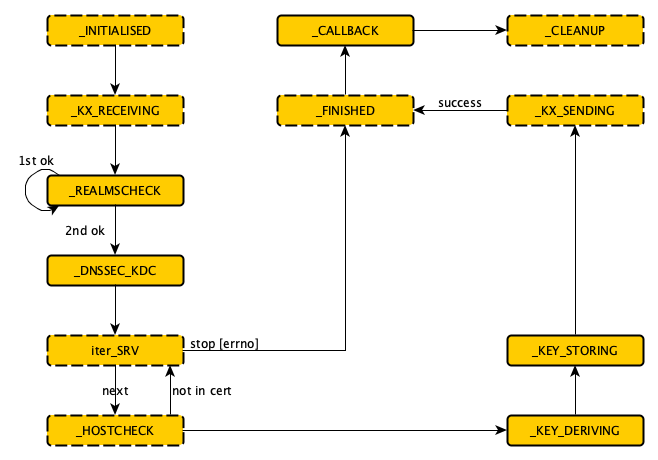 _INITIALISED
_CALLBACK
_CLEANUP
_KX_RECEIVING
_FINISHED
success
_KX_SENDING
1st ok
_REALMSCHECK
2nd ok
_DNSSEC_KDC
iter_SRV
stop [errno]
_KEY_STORING
next
not in cert
_HOSTCHECK
_KEY_DERIVING